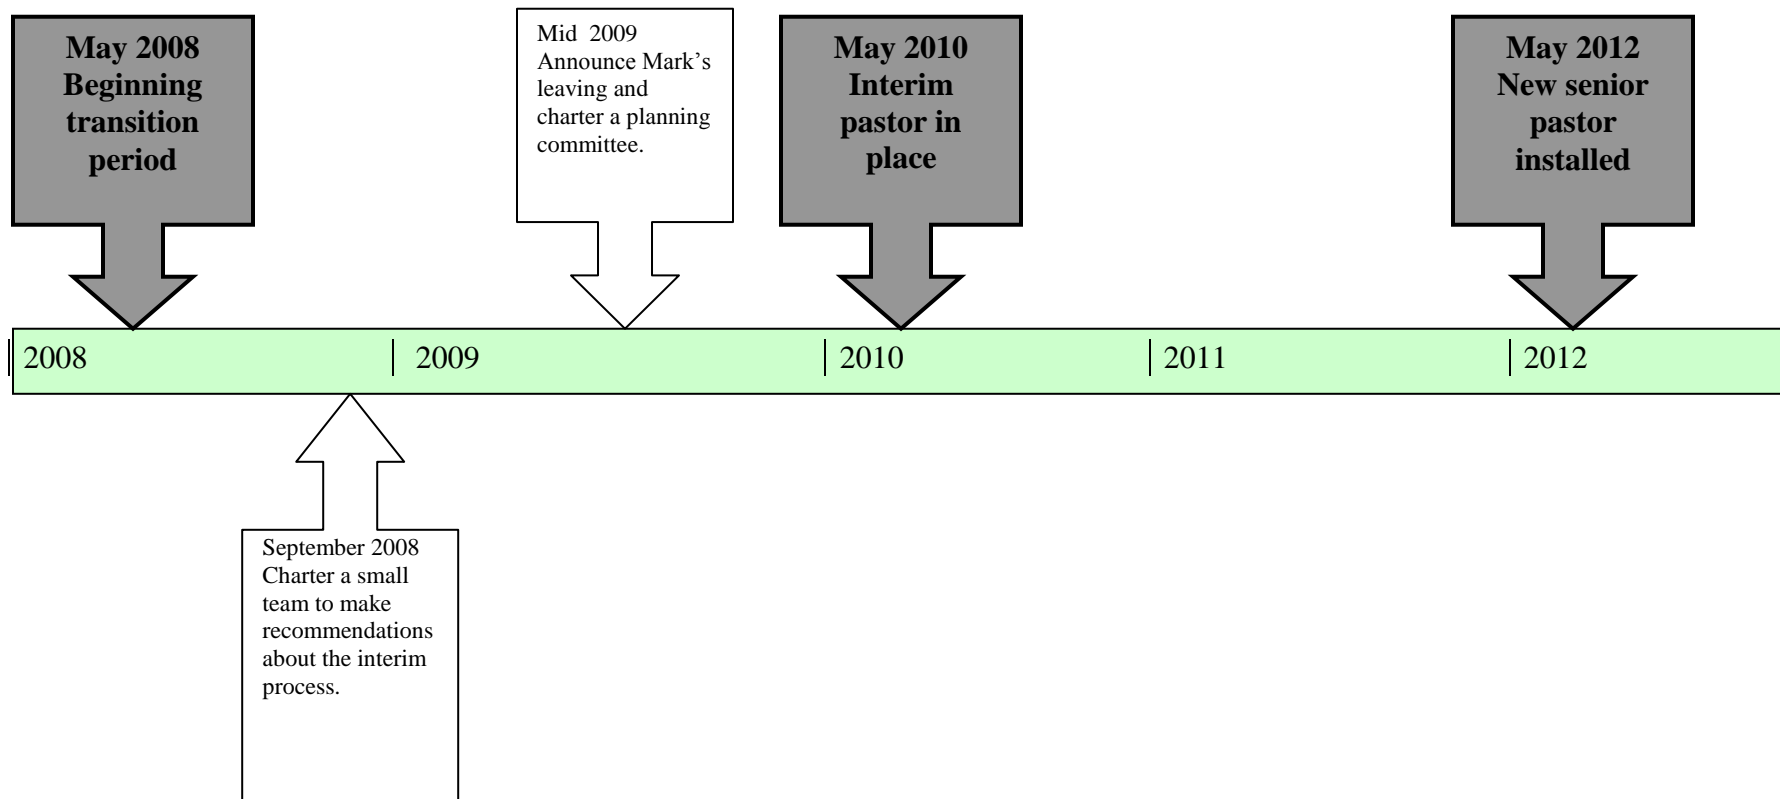 May 2008
Beginning
transition
period
Mid 2009
Announce Mark’s
leaving and
charter a planning
committee.
May 2010
Interim
pastor in
place
May 2012
New senior
pastor
installed
2008
2009
2010
2011
2012
September 2008
Charter a small
team to make
recommendations
about the interim
process.